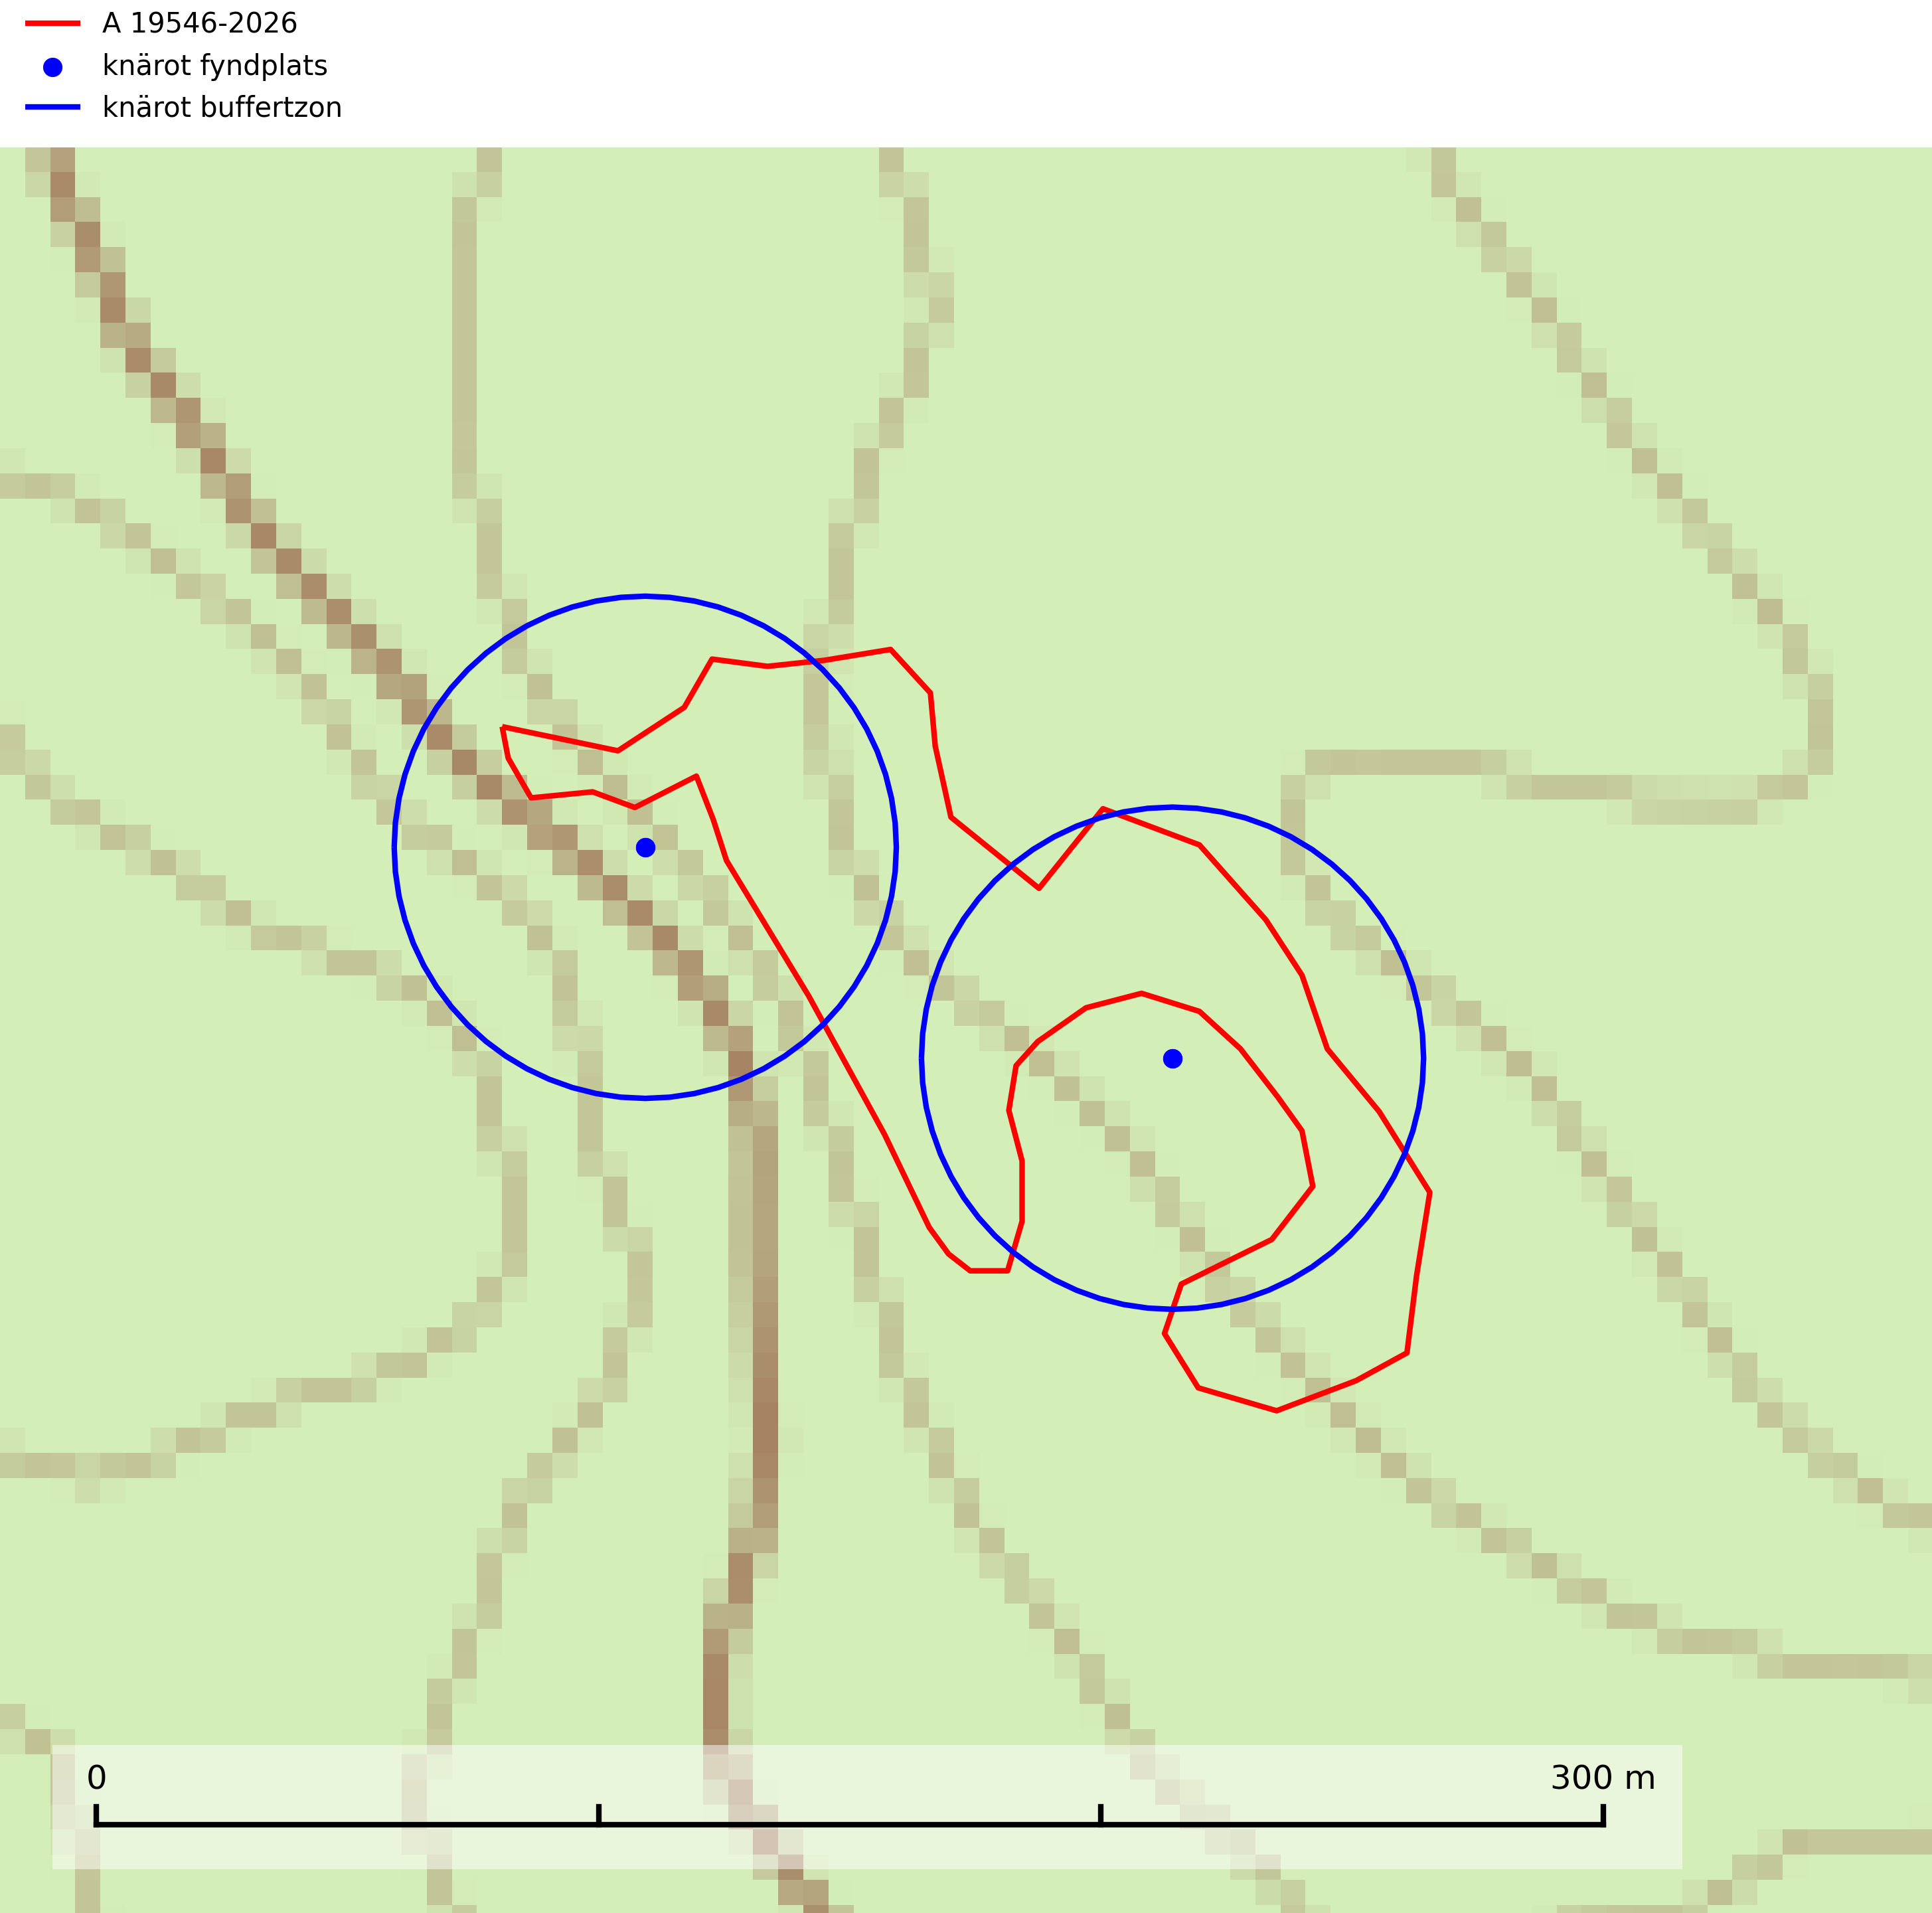 A 19546-2026
knärot fyndplats
knärot buffertzon
0 300 m